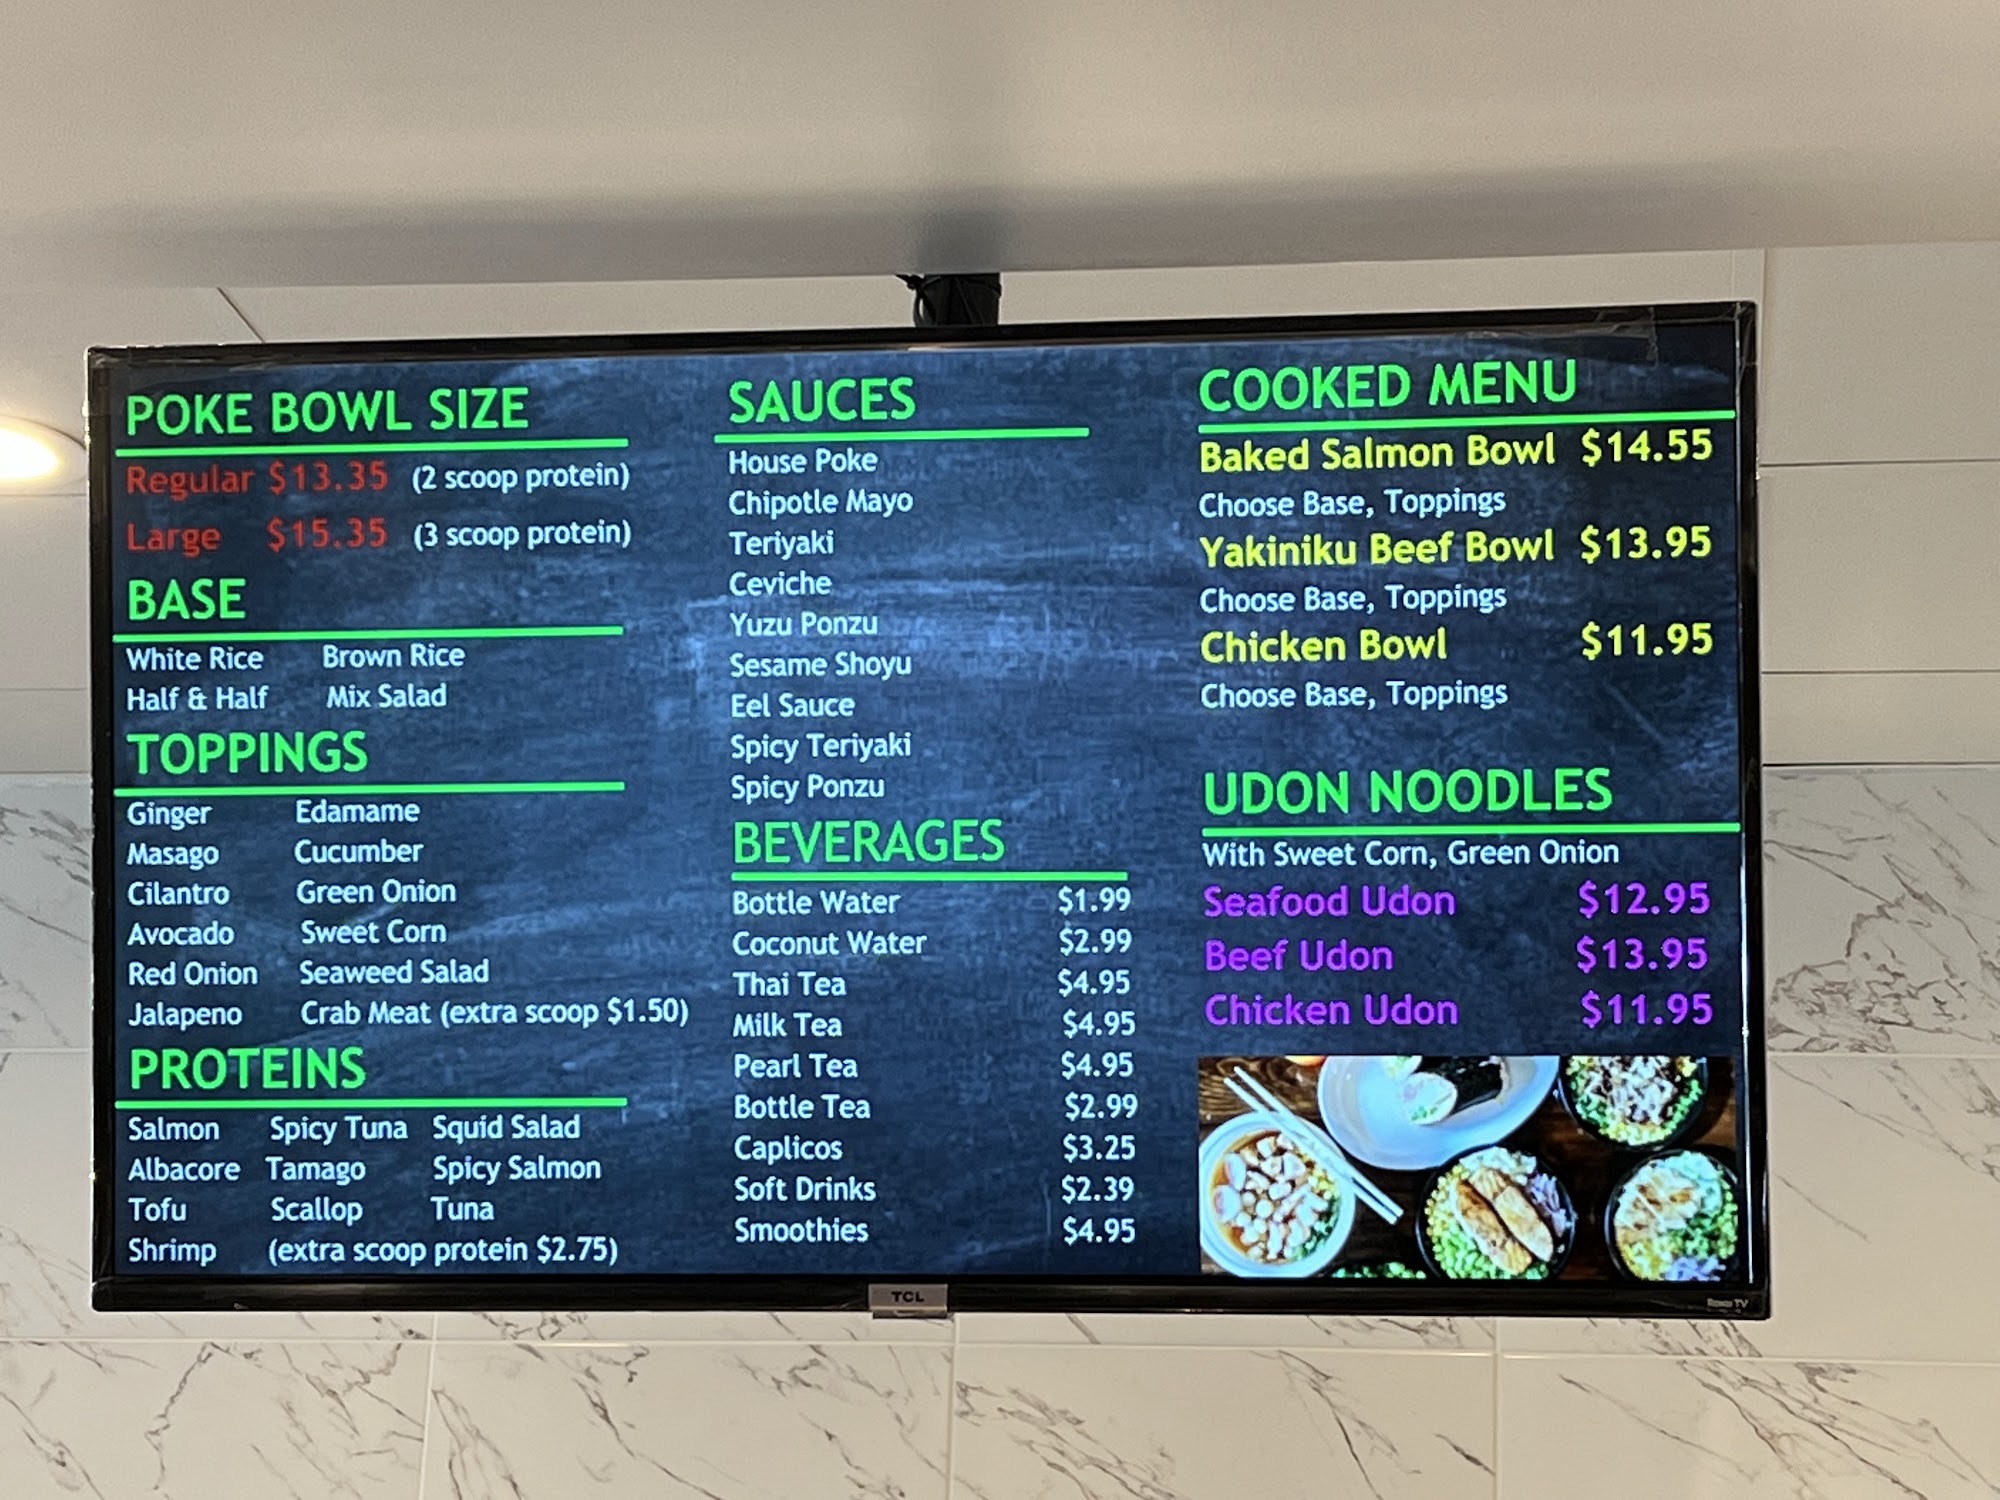 POKE BOWL SIZE
Regular $13.35 (2 scoop protein)
Large $15.35 (3 scoop protein)
BASE
White Rice Brown Rice
Half & Half Mix Salad
TOPPINGS
Ginger Edamame
Masago Cucumber
Cilantro Green Onion
Avocado Sweet Corn
Red Onion Seaweed Salad
Jalapeno Crab Meat (extra scoop $1.50)
PROTEINS
Salmon Spicy Tuna Squid Salad
Albacore Tamago Spicy Salmon
Tofu Scallop Tuna
Shrimp (extra scoop protein $2.75)
SAUCES
House Poke
Chipotle Mayo
Teriyaki
Ceviche
Yuzu Ponzu
Sesame Shoyu
Eel Sauce
Spicy Teriyaki
Spicy Ponzu
BEVERAGES
Bottle Water $1.99
Coconut Water $2.99
Thai Tea $4.95
Milk Tea $4.95
Pearl Tea $4.95
Bottle Tea $2.99
Caplicos $3.25
Soft Drinks $2.39
Smoothies $4.95
COOKED MENU
Baked Salmon Bowl $14.55
Choose Base, Toppings
Yakiniku Beef Bowl $13.95
Choose Base, Toppings
Chicken Bowl $11.95
Choose Base, Toppings
UDON NOODLES
With Sweet Corn, Green Onion
Seafood Udon $12.95
Beef Udon $13.95
Chicken Udon $11.95
TCL
Roku TV